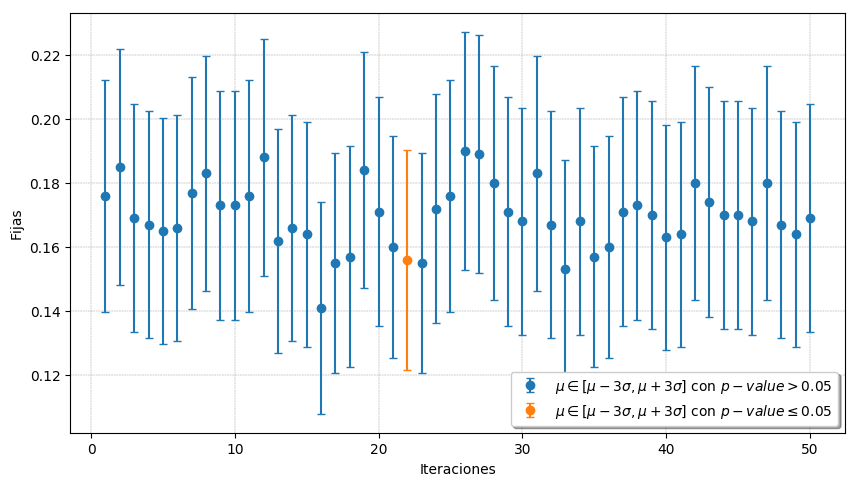 0.22
0.20
0.18
0.16
0.14
0.12
Fijas
0 10 20 30 40 50
Iteraciones
μ ∈ [μ − 3σ, μ + 3σ] con p − value > 0.05
μ ∈ [μ − 3σ, μ + 3σ] con p − value ≤ 0.05